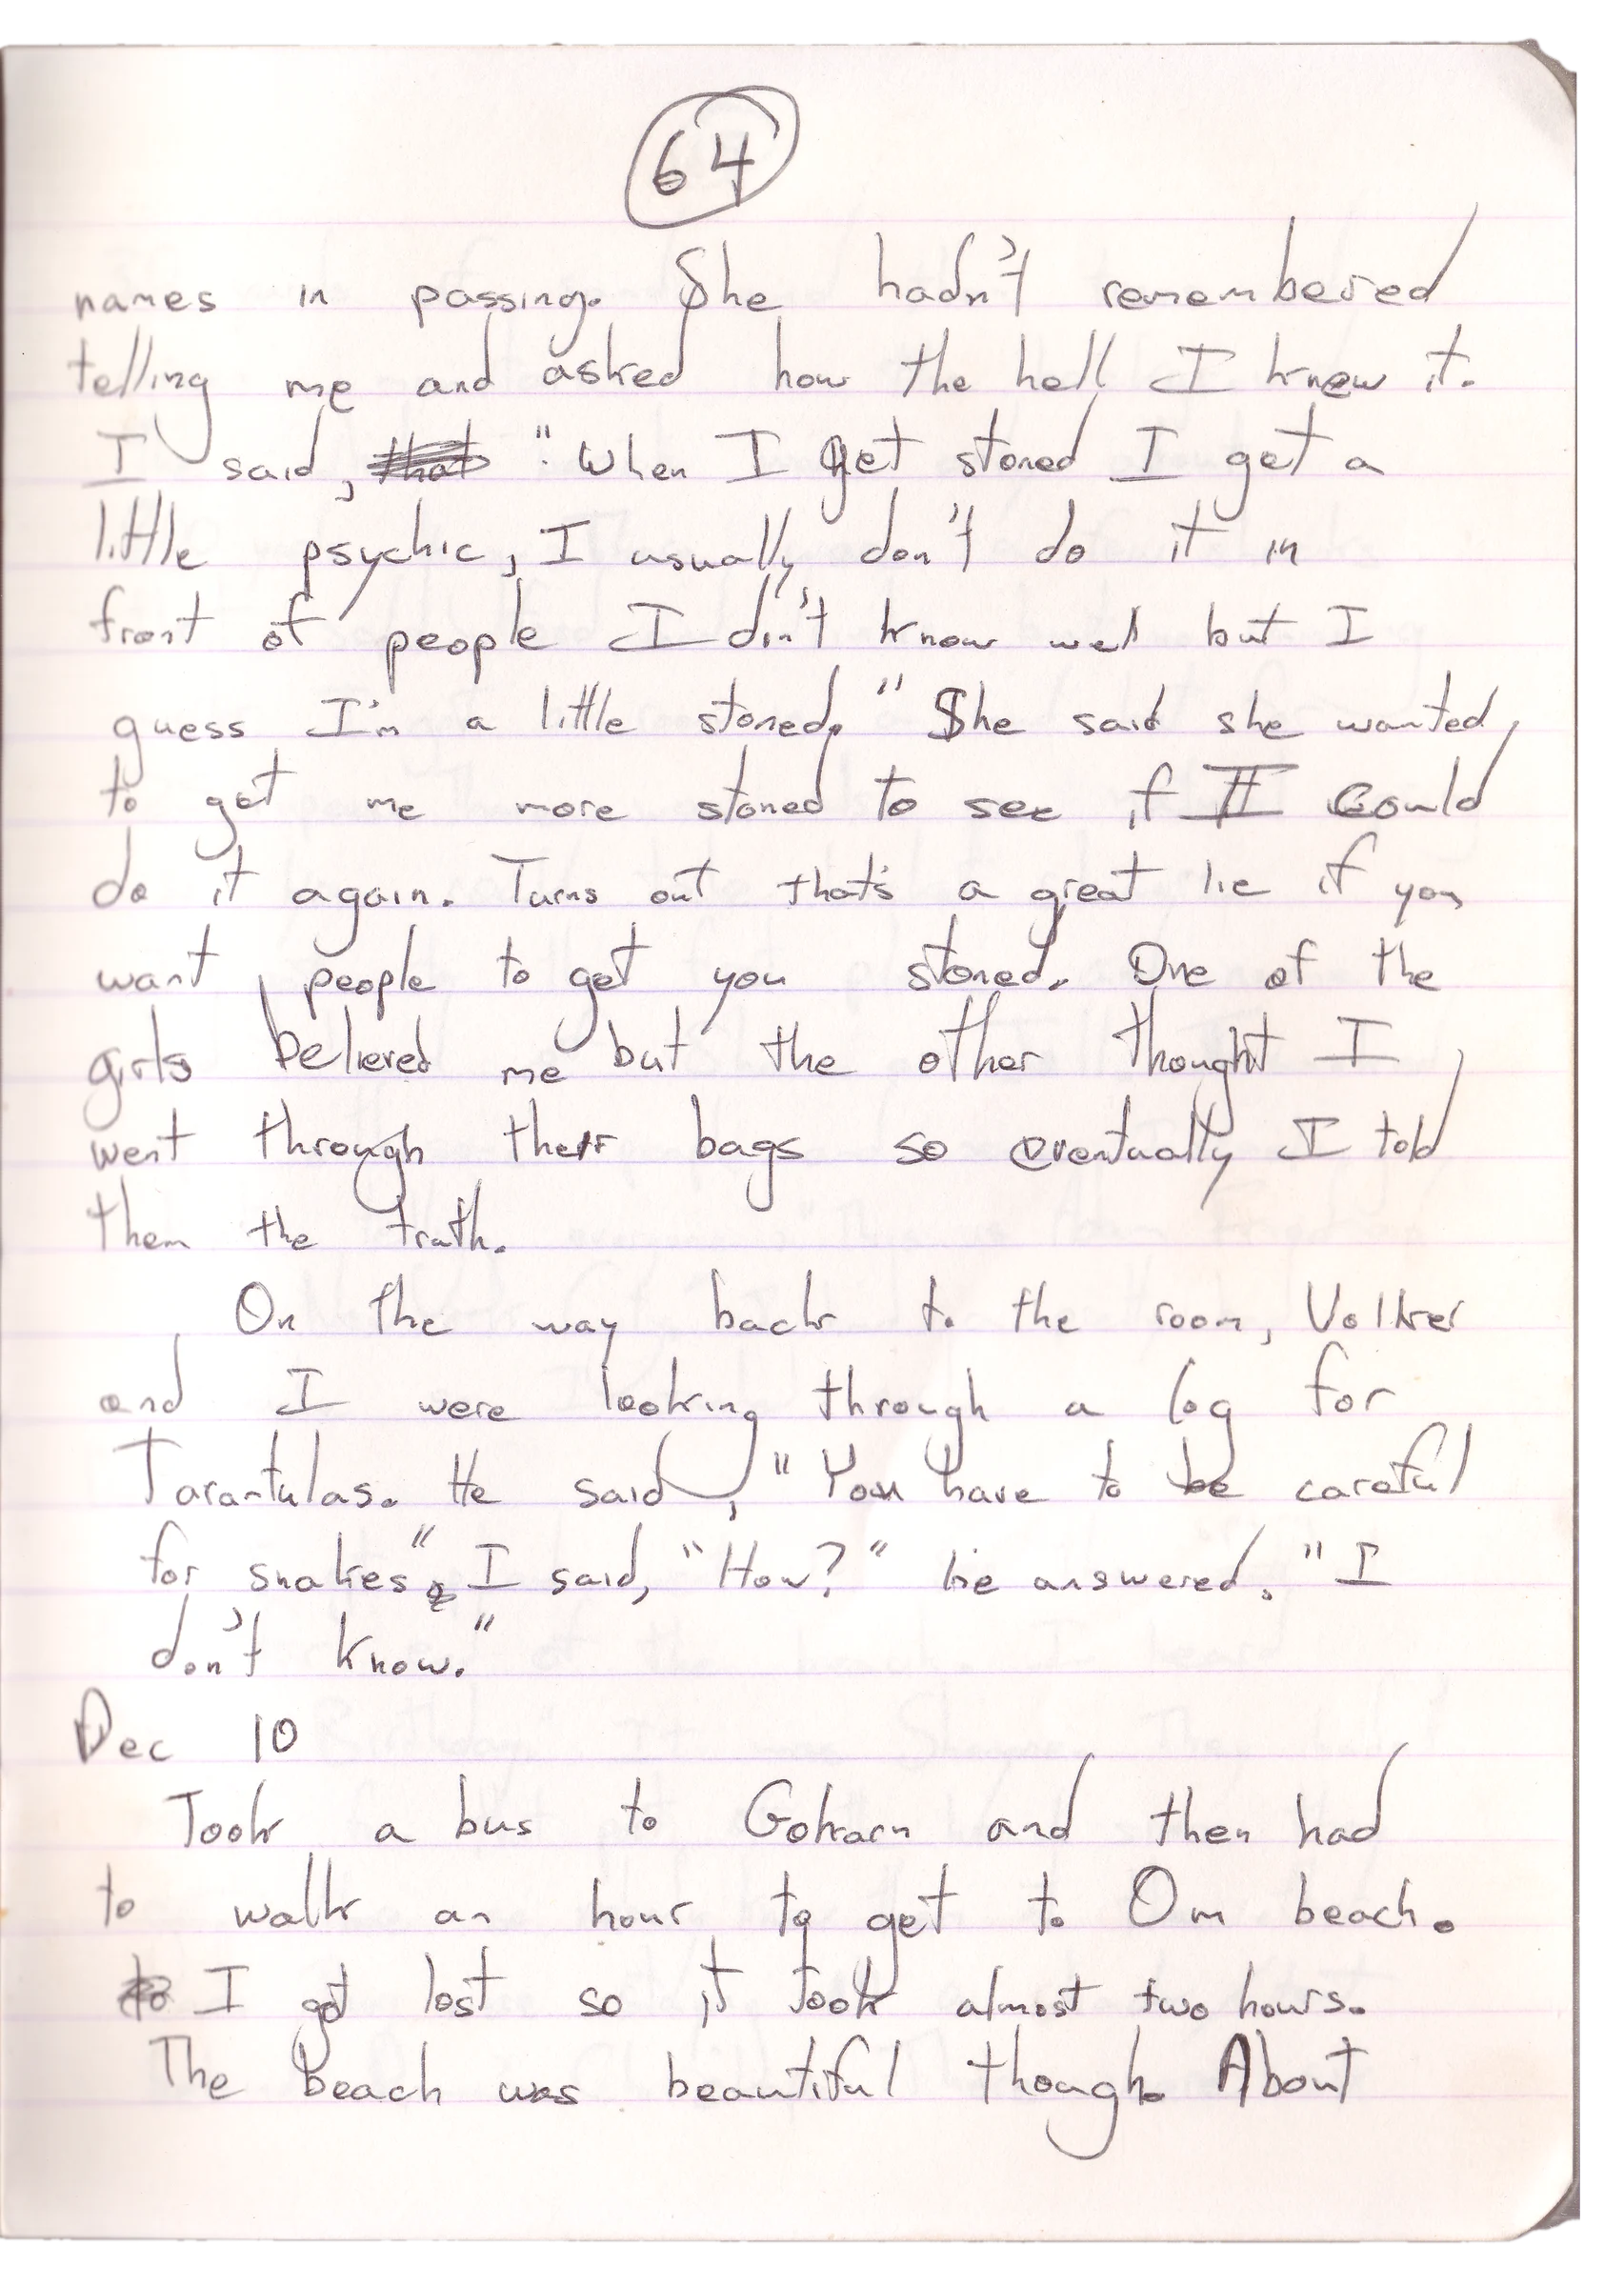 64
names in passing. She hadn't remembered
telling me and asked how the hell I knew it.
I said, that "When I get stoned I get a
little psychic, I usually don't do it in
front of people I din't know well but I
guess I'm a little stoned." She said she wanted
to get me more stoned to see if I could
do it again. Turns out that's a great lie if you
want people to get you stoned. One of the
girls believed me but the other thought I
went through their bags so eventually I told
them the truth.
On the way back to the room, Volker
and I were looking through a log for
Tarantulas. He said, "You have to be careful
for snakes", I said, "How?" he answered. "I
don't know."
Dec 10
Took a bus to Gokarn and then had
to walk an hour to get to Om beach.
to I got lost so it took almost two hours.
The beach was beautiful though. About